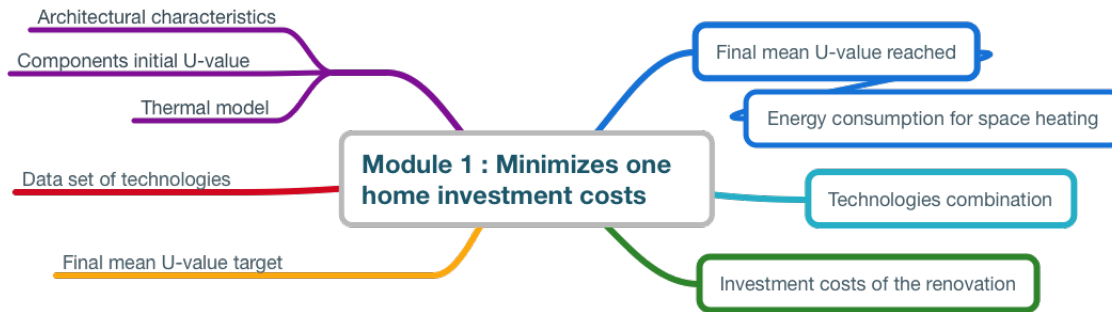 Architectural characteristics
Components initial U-value
Thermal model
Data set of technologies
Final mean U-value target
Module 1 : Minimizes one
home investment costs
Final mean U-value reached
Energy consumption for space heating
Technologies combination
Investment costs of the renovation